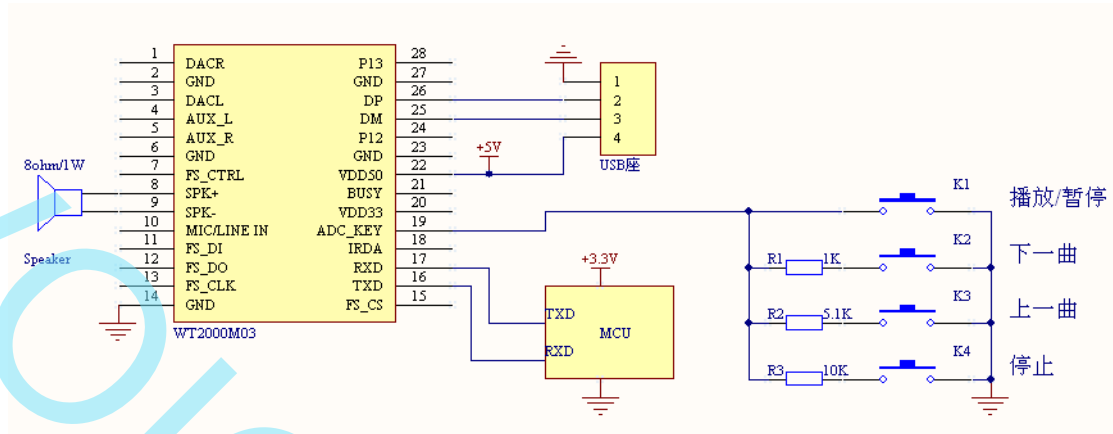 1 DACR
2 GND
3 DACL
4 AUX_L
5 AUX_R
6 GND
7 FS_CTRL
8 SPK+
9 SPK-
10 MIC/LINE IN
11 FS_DI
12 FS_DO
13 FS_CLK
14 GND
P13 28
GND 27
DP 26
DM 25
P12 24
GND 23
VDD50 22
BUSY 21
VDD33 20
ADC_KEY 19
IRDA 18
RXD 17
TXD 16
FS_CS 15
WT2000M03
8ohm/1W
Speaker
1
2
3
4
USB座
+5V
+3.3V
TXD
MCU
RXD
K1 播放/暂停
K2 下一曲
R1 1K
K3 上一曲
R2 5.1K
K4 停止
R3 10K